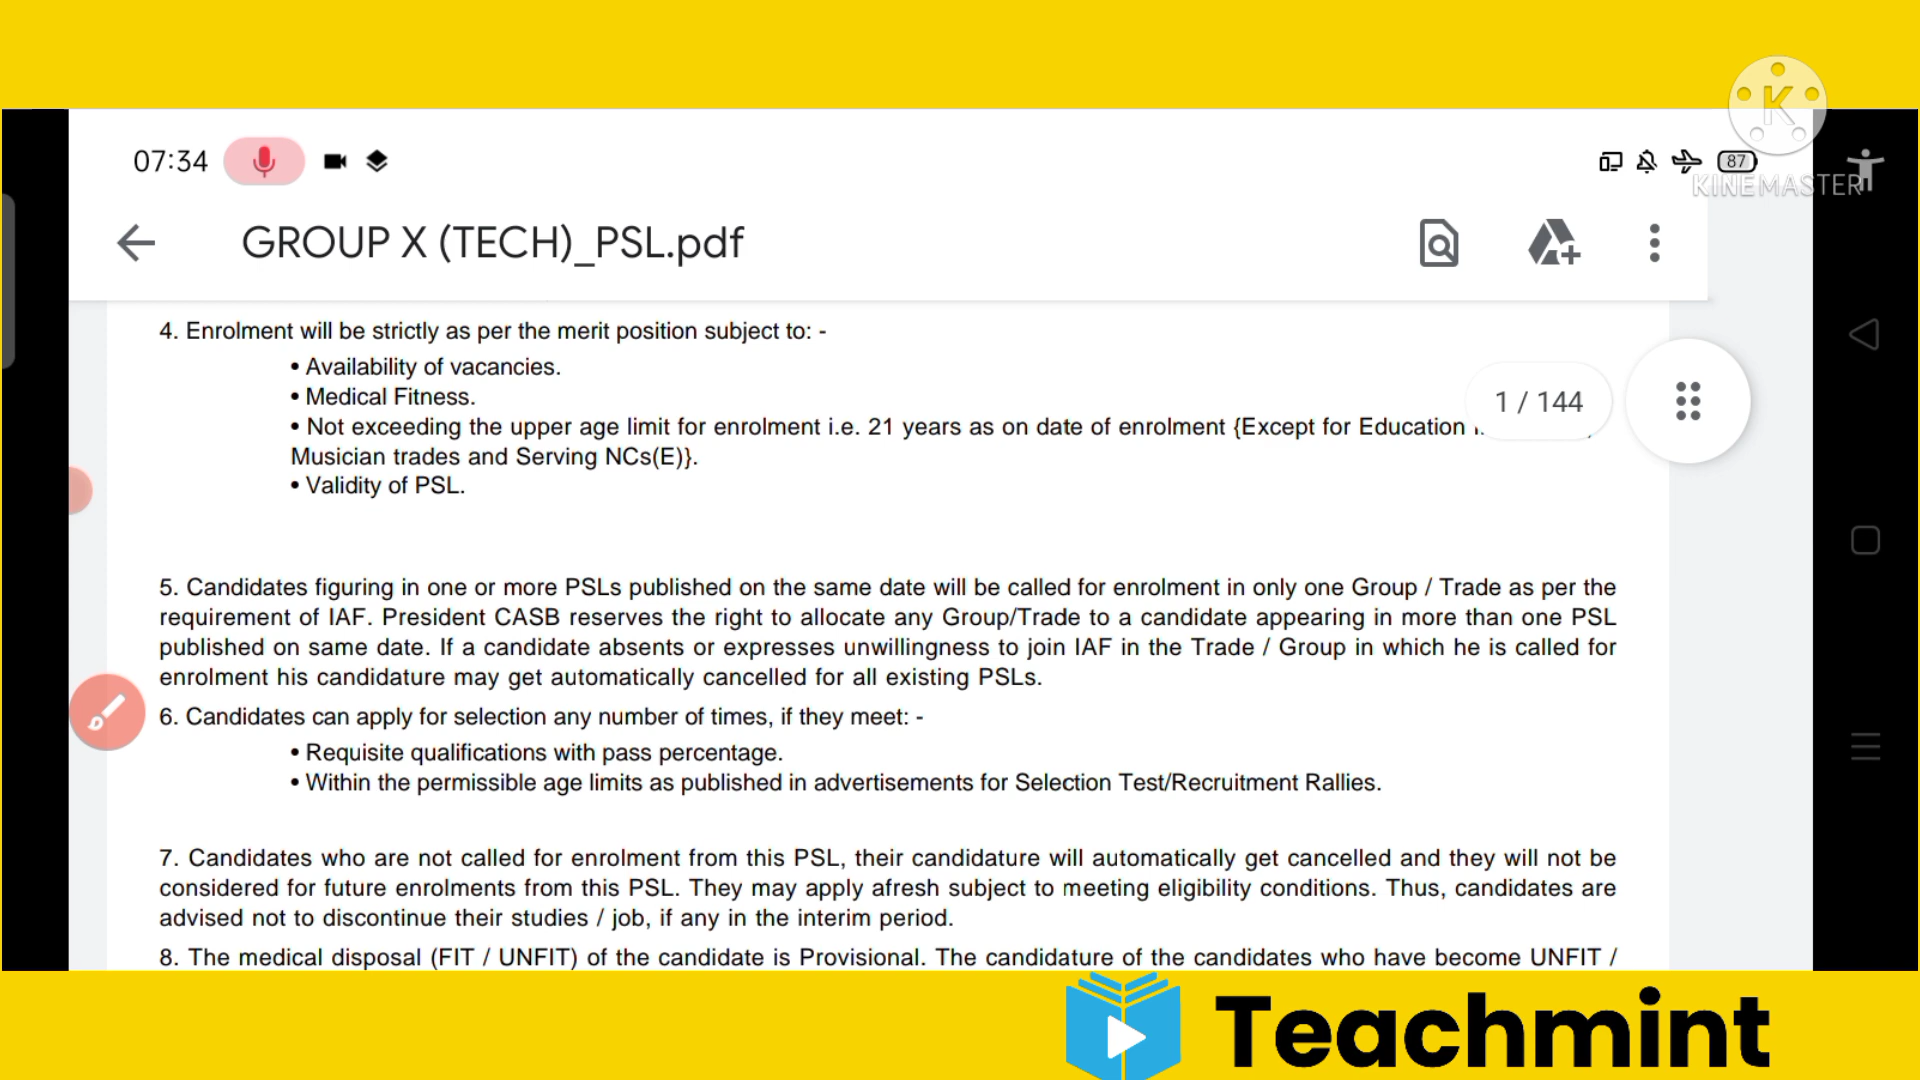 07:34
87
KINEMASTER
GROUP X (TECH)_PSL.pdf
4. Enrolment will be strictly as per the merit position subject to: -
• Availability of vacancies.
• Medical Fitness.
1 / 144
• Not exceeding the upper age limit for enrolment i.e. 21 years as on date of enrolment {Except for Education
Musician trades and Serving NCs(E)}.
• Validity of PSL.
5. Candidates figuring in one or more PSLs published on the same date will be called for enrolment in only one Group / Trade as per the
requirement of IAF. President CASB reserves the right to allocate any Group/Trade to a candidate appearing in more than one PSL
published on same date. If a candidate absents or expresses unwillingness to join IAF in the Trade / Group in which he is called for
enrolment his candidature may get automatically cancelled for all existing PSLs.
6. Candidates can apply for selection any number of times, if they meet: -
• Requisite qualifications with pass percentage.
• Within the permissible age limits as published in advertisements for Selection Test/Recruitment Rallies.
7. Candidates who are not called for enrolment from this PSL, their candidature will automatically get cancelled and they will not be
considered for future enrolments from this PSL. They may apply afresh subject to meeting eligibility conditions. Thus, candidates are
advised not to discontinue their studies / job, if any in the interim period.
8. The medical disposal (FIT / UNFIT) of the candidate is Provisional. The candidature of the candidates who have become UNFIT /
Teachmint